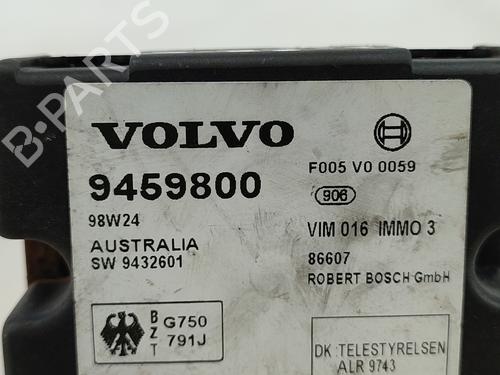 B-PARTS
VOLVO
9459800
98W24
AUSTRALIA
SW 9432601
BZT G750
791J
F005 V0 0059
906
VIM 016 IMMO 3
86607
ROBERT BOSCH GmbH
DK : TELESTYRELSEN
ALR 9743